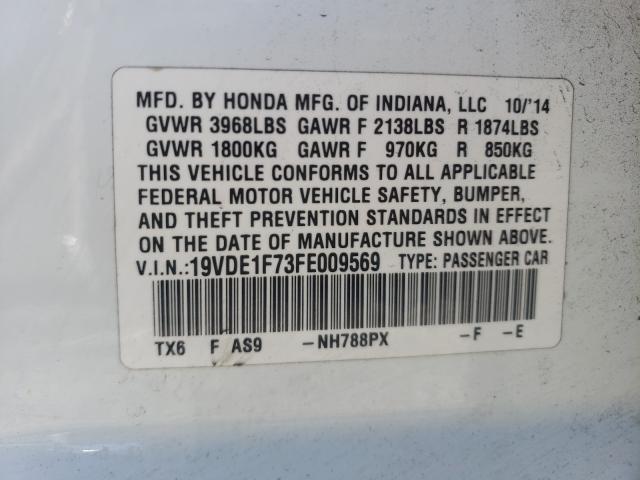 MFD. BY HONDA MFG. OF INDIANA, LLC 10/'14
GVWR 3968LBS GAWR F 2138LBS R 1874LBS
GVWR 1800KG GAWR F 970KG R 850KG
THIS VEHICLE CONFORMS TO ALL APPLICABLE
FEDERAL MOTOR VEHICLE SAFETY, BUMPER,
AND THEFT PREVENTION STANDARDS IN EFFECT
ON THE DATE OF MANUFACTURE SHOWN ABOVE.
V.I.N.:19VDE1F73FE009569 TYPE: PASSENGER CAR
TX6 F AS9 -NH788PX -F -E